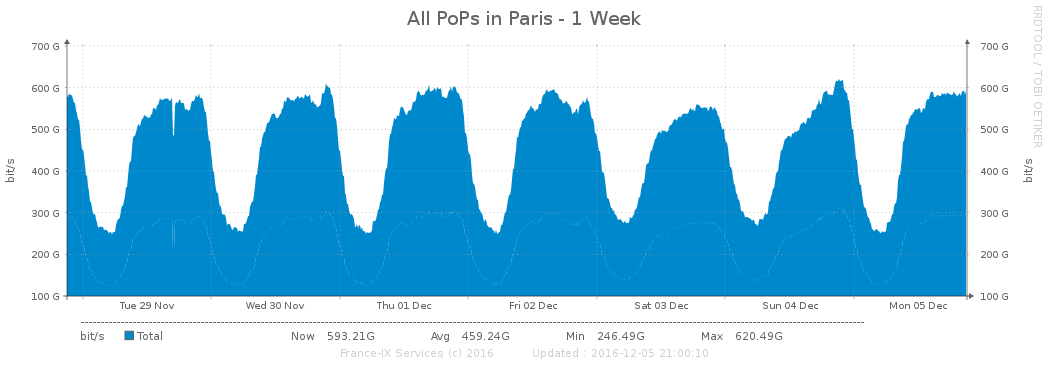 All PoPs in Paris - 1 Week
RRDTOOL / TOBI OETIKER
700 G 700 G
600 G 600 G
500 G 500 G
400 G 400 G
300 G 300 G
200 G 200 G
100 G 100 G
bit/s
bit/s
Tue 29 Nov Wed 30 Nov Thu 01 Dec Fri 02 Dec Sat 03 Dec Sun 04 Dec Mon 05 Dec
bit/s Total Now 593.21G Avg 459.24G Min 246.49G Max 620.49G
France-IX Services (c) 2016 Updated : 2016-12-05 21:00:10